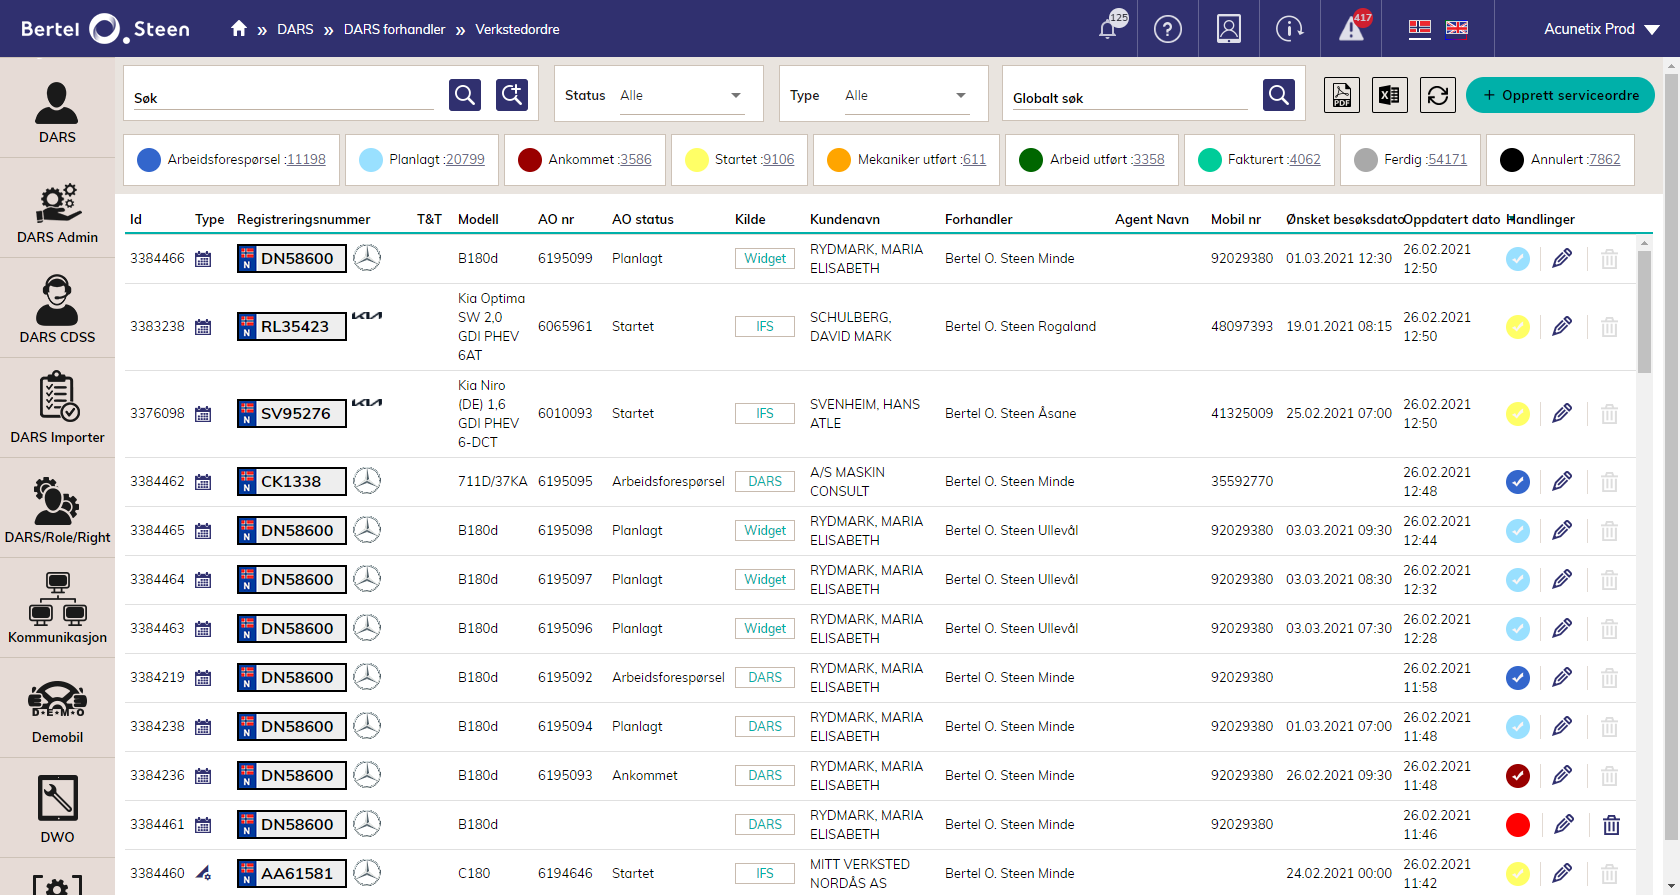 Bertel O. Steen
DARS » DARS forhandler » Verkstedordre
125
417
Acunetix Prod
DARS
DARS Admin
DARS CDSS
DARS Importer
DARS/Role/Right
Kommunikasjon
D•E•M•O
Demobil
DWO
Søk
Status Alle
Type Alle
Globalt søk
PDF
+ Opprett serviceordre
Arbeidsforespørsel :11198
Planlagt :20799
Ankommet :3586
Startet :9106
Mekaniker utført :611
Arbeid utført :3358
Fakturert :4062
Ferdig :54171
Annulert :7862
Id Type Registreringsnummer T&T Modell AO nr AO status Kilde Kundenavn Forhandler Agent Navn Mobil nr Ønsket besøksdato Oppdatert dato Handlinger
3384466 N DN58600 B180d 6195099 Planlagt Widget RYDMARK, MARIA ELISABETH Bertel O. Steen Minde 92029380 01.03.2021 12:30 26.02.2021 12:50
3383238 N RL35423 KIA Kia Optima SW 2,0 GDI PHEV 6AT 6065961 Startet IFS SCHULBERG, DAVID MARK Bertel O. Steen Rogaland 48097393 19.01.2021 08:15 26.02.2021 12:50
3376098 N SV95276 KIA Kia Niro (DE) 1,6 GDI PHEV 6-DCT 6010093 Startet IFS SVENHEIM, HANS ATLE Bertel O. Steen Åsane 41325009 25.02.2021 07:00 26.02.2021 12:50
3384462 N CK1338 711D/37KA 6195095 Arbeidsforespørsel DARS A/S MASKIN CONSULT Bertel O. Steen Minde 35592770 26.02.2021 12:48
3384465 N DN58600 B180d 6195098 Planlagt Widget RYDMARK, MARIA ELISABETH Bertel O. Steen Ullevål 92029380 03.03.2021 09:30 26.02.2021 12:44
3384464 N DN58600 B180d 6195097 Planlagt Widget RYDMARK, MARIA ELISABETH Bertel O. Steen Ullevål 92029380 03.03.2021 08:30 26.02.2021 12:32
3384463 N DN58600 B180d 6195096 Planlagt Widget RYDMARK, MARIA ELISABETH Bertel O. Steen Ullevål 92029380 03.03.2021 07:30 26.02.2021 12:28
3384219 N DN58600 B180d 6195092 Arbeidsforespørsel DARS RYDMARK, MARIA ELISABETH Bertel O. Steen Minde 92029380 26.02.2021 11:58
3384238 N DN58600 B180d 6195094 Planlagt DARS RYDMARK, MARIA ELISABETH Bertel O. Steen Minde 92029380 01.03.2021 07:00 26.02.2021 11:48
3384236 N DN58600 B180d 6195093 Ankommet DARS RYDMARK, MARIA ELISABETH Bertel O. Steen Minde 92029380 26.02.2021 09:30 26.02.2021 11:48
3384461 N DN58600 B180d DARS RYDMARK, MARIA ELISABETH Bertel O. Steen Minde 92029380 26.02.2021 11:46
3384460 N AA61581 C180 6194646 Startet IFS MITT VERKSTED NORDÅS AS 24.02.2021 00:00 26.02.2021 11:42